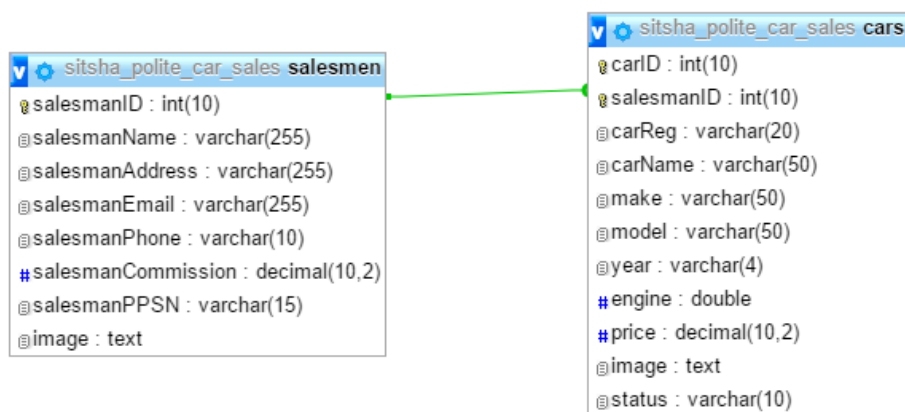 sitsha_polite_car_sales salesmen
salesmanID : int(10)
salesmanName : varchar(255)
salesmanAddress : varchar(255)
salesmanEmail : varchar(255)
salesmanPhone : varchar(10)
# salesmanCommission : decimal(10,2)
salesmanPPSN : varchar(15)
image : text
v sitsha_polite_car_sales cars
carID : int(10)
salesmanID : int(10)
carReg : varchar(20)
carName : varchar(50)
make : varchar(50)
model : varchar(50)
year : varchar(4)
# engine : double
# price : decimal(10,2)
image : text
status : varchar(10)